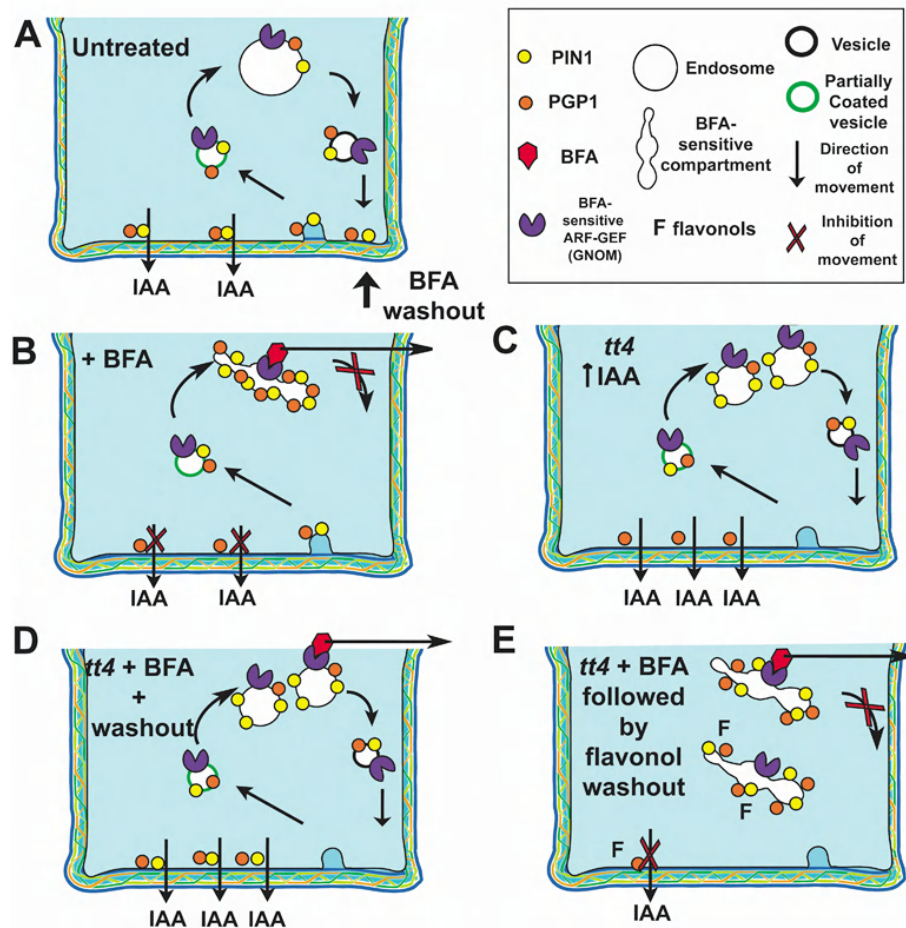 A
Untreated
IAA
IAA
BFA
washout
PIN1
PGP1
BFA
BFA-
sensitive
ARF-GEF
(GNOM)
Endosome
BFA-
sensitive
compartment
F flavonols
Vesicle
Partially
Coated
vesicle
Direction
of
movement
Inhibition
of
movement
B
+ BFA
IAA
IAA
C
tt4
↑IAA
IAA
IAA
IAA
D
tt4 + BFA
+
washout
IAA
IAA
IAA
E
tt4 + BFA
followed
by
flavonol
washout
F
F
F
IAA